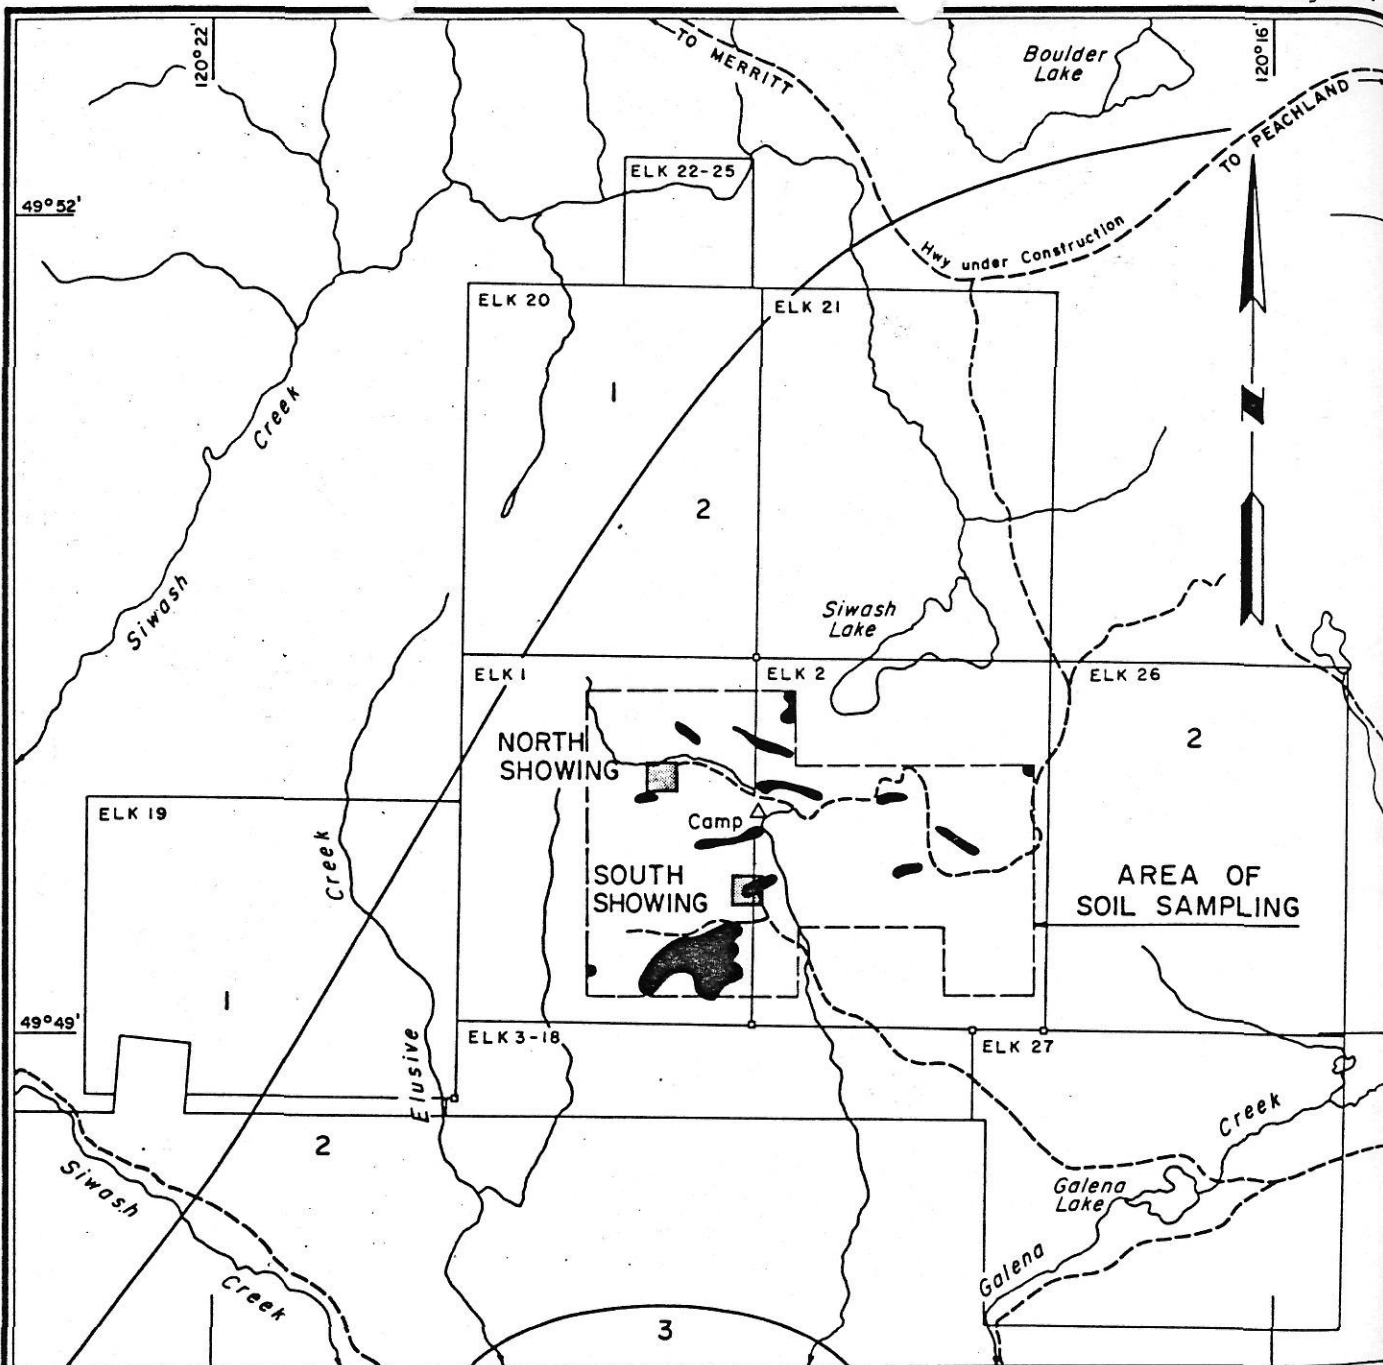 120°22'
TO MERRITT
Boulder
Lake
120°16'
TO PEACHLAND
ELK 22-25
49°52'
Hwy under Construction
ELK 20
ELK 21
1
Creek
N
2
Siwash
Siwash
Lake
ELK 1
ELK 2
ELK 26
2
NORTH
SHOWING
ELK 19
Camp
Creek
SOUTH
SHOWING
AREA OF
SOIL SAMPLING
1
49°49'
ELK 3-18
ELK 27
Elusive
Creek
2
Siwash
Galena
Lake
Galena
Creek
3